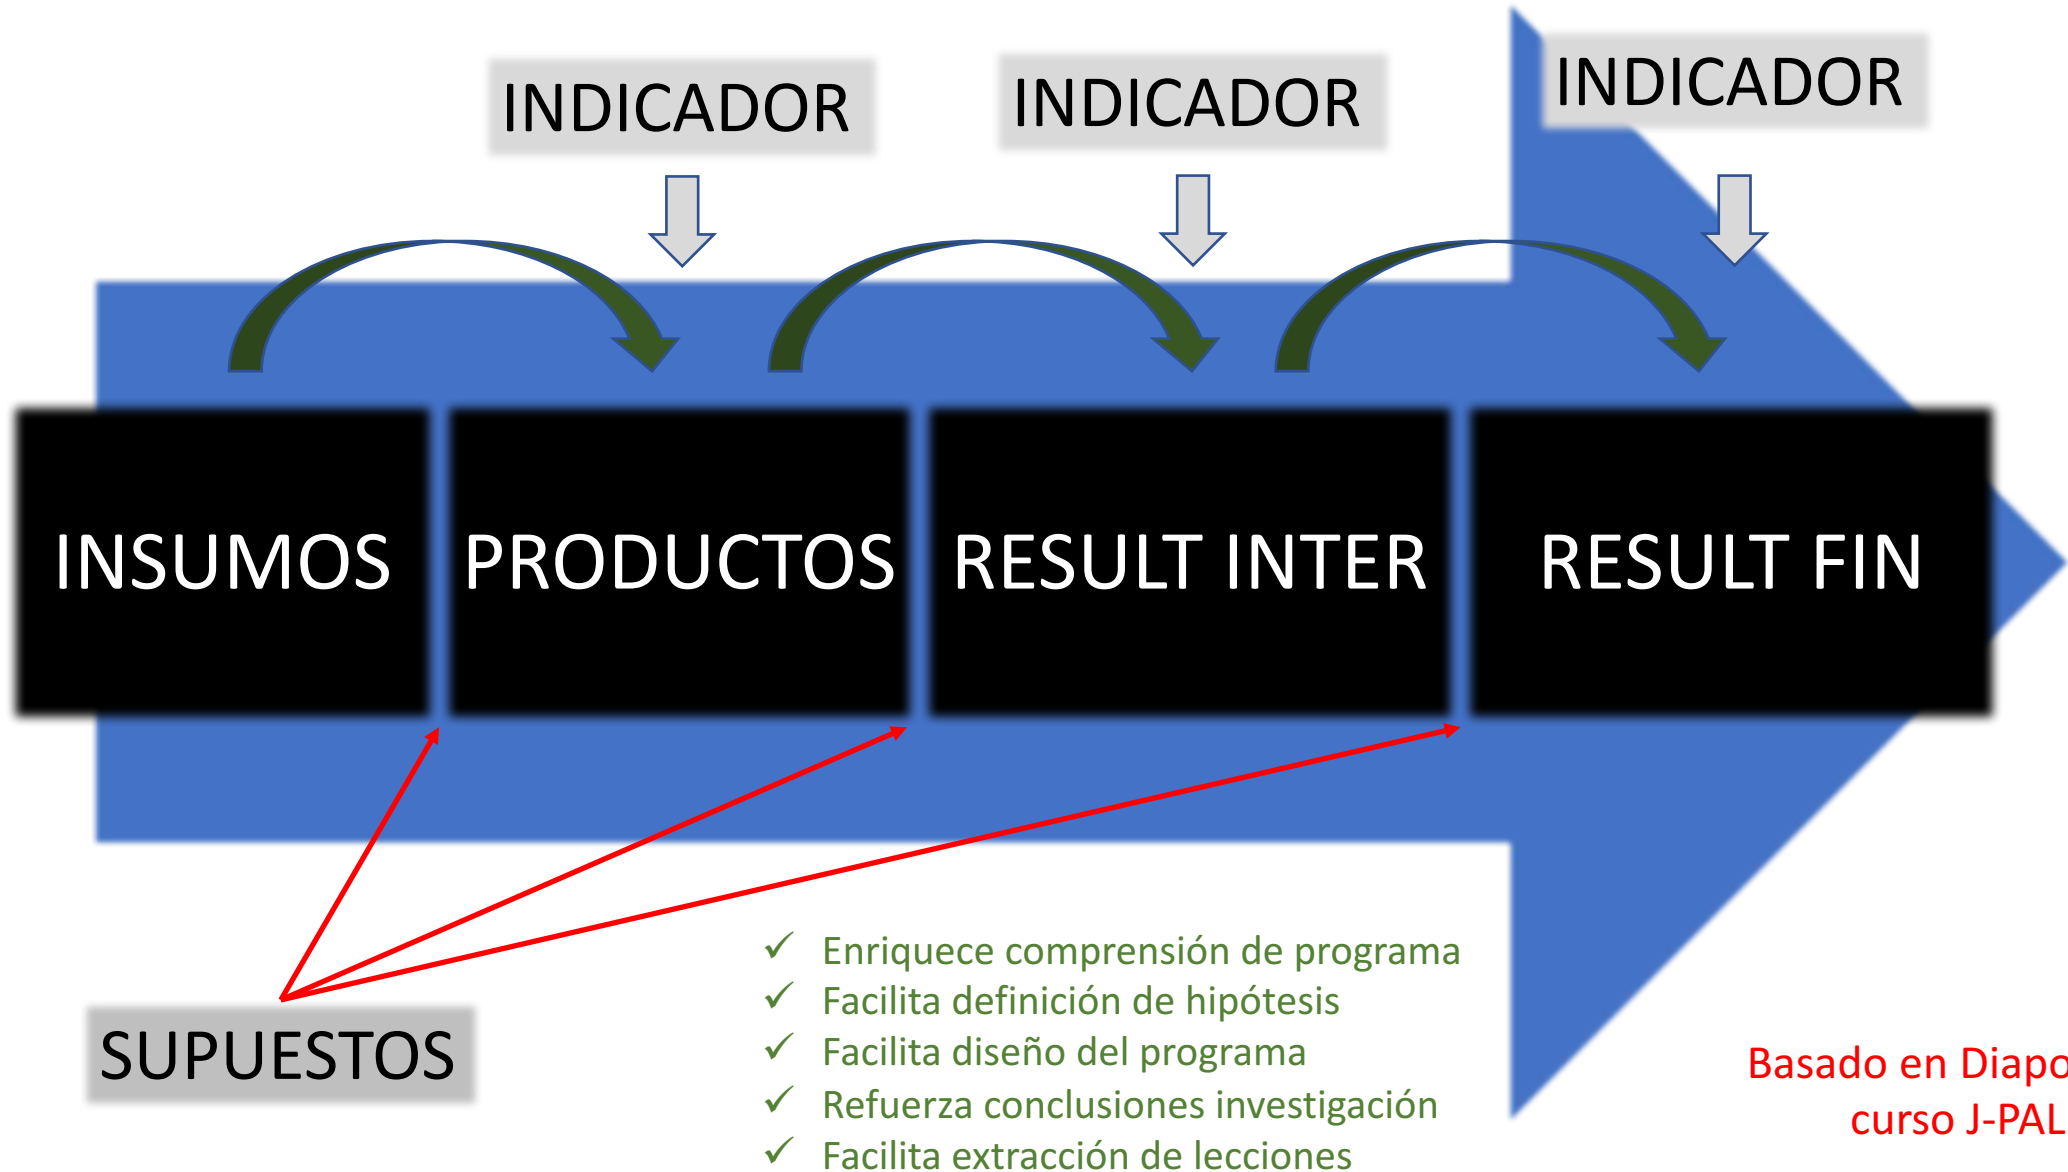 INDICADOR
INDICADOR
INDICADOR
INSUMOS
PRODUCTOS
RESULT INTER
RESULT FIN
SUPUESTOS
✓ Enriquece comprensión de programa
✓ Facilita definición de hipótesis
✓ Facilita diseño del programa
✓ Refuerza conclusiones investigación
✓ Facilita extracción de lecciones
Basado en Diapo
curso J-PAL